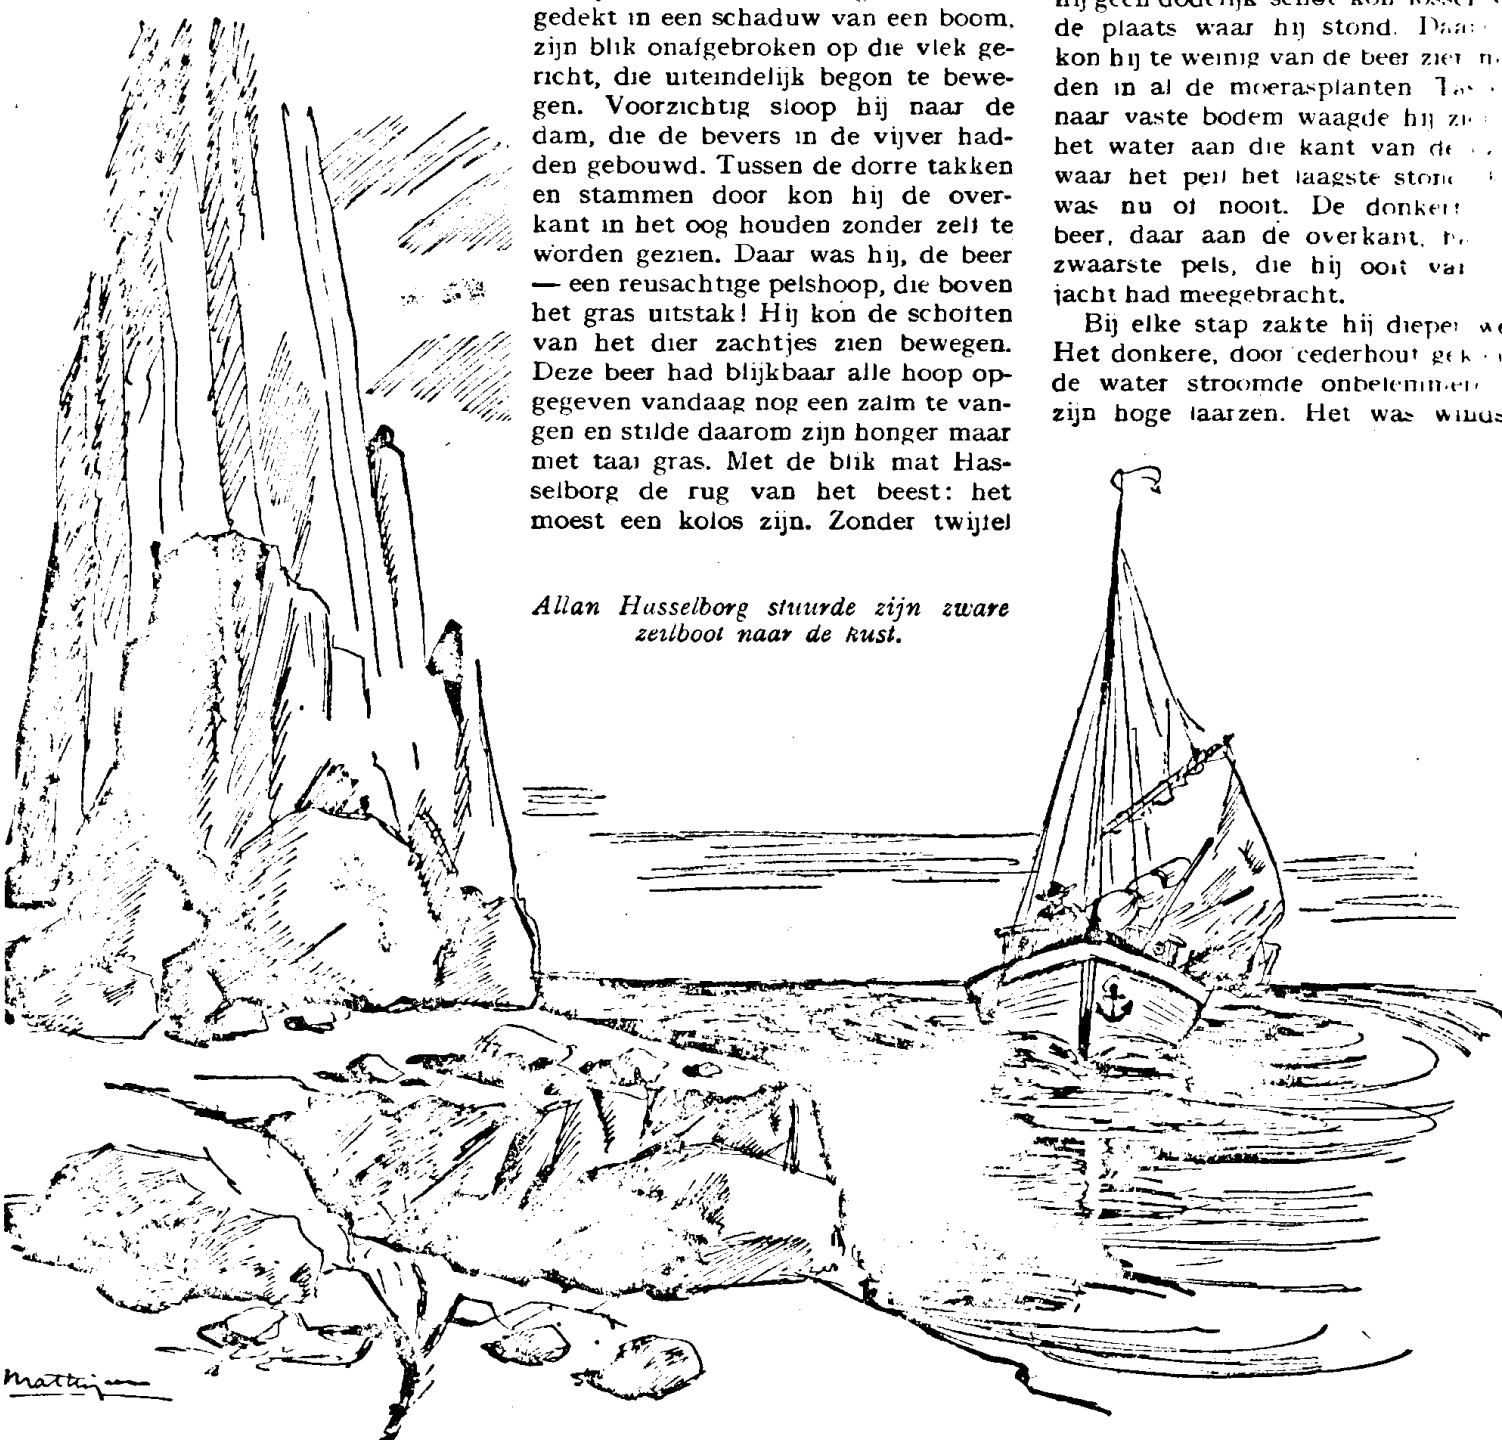 gedekt in een schaduw van een boom,
zijn blik onafgebroken op die vlek ge-
richt, die uiteindelijk begon te bewe-
gen. Voorzichtig sloop hij naar de
dam, die de bevers in de vijver had-
den gebouwd. Tussen de dorre takken
en stammen door kon hij de over-
kant in het oog houden zonder zelf te
worden gezien. Daar was hij, de beer
— een reusachtige pelshoop, die boven
het gras uitstak! Hij kon de schoften
van het dier zachtjes zien bewegen.
Deze beer had blijkbaar alle hoop op-
gegeven vandaag nog een zalm te van-
gen en stilde daarom zijn honger maar
met taai gras. Met de blik mat Has-
selborg de rug van het beest: het
moest een kolos zijn. Zonder twijfel
hij geen dodelijk schot kon
de plaats waar hij stond.
kon hij te weinig van de beer
den in al de moerasplanten
naar vaste bodem waagde hij
het water aan die kant van de
waar het peil het laagste
was nu of nooit. De
beer, daar aan de overkant,
zwaarste pels, die hij ooit van
jacht had meegebracht.
Bij elke stap zakte hij dieper
Het donkere, door cederhout
de water stroomde
zijn hoge laarzen. Het was
Allan Hasselborg stuurde zijn zware
zeilboot naar de kust.